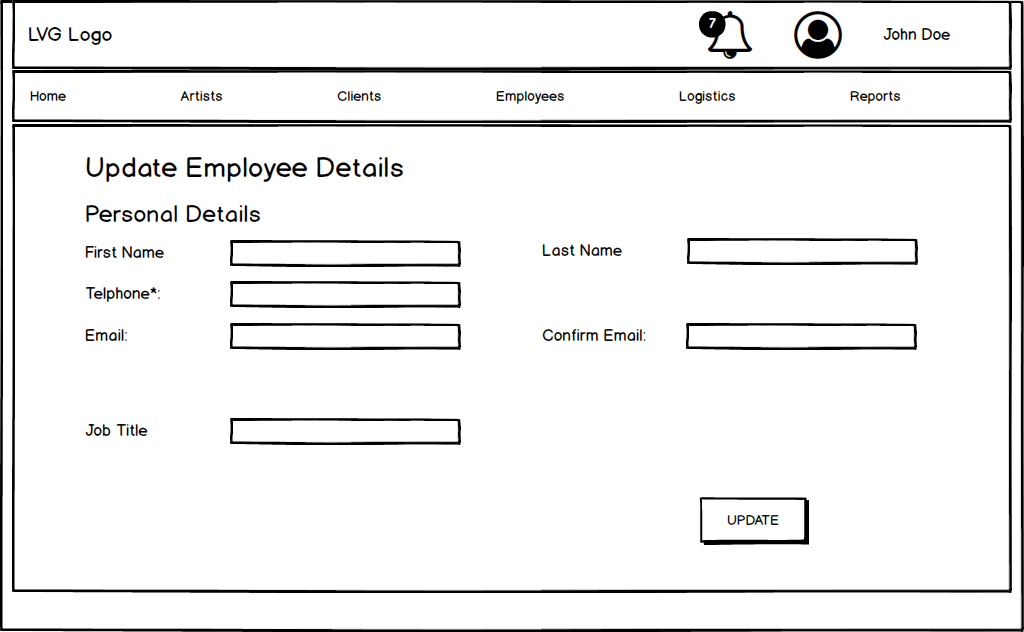 LVG Logo
7
John Doe
Home Artists Clients Employees Logistics Reports
Update Employee Details
Personal Details
First Name
Last Name
Telphone*:
Email:
Confirm Email:
Job Title
UPDATE